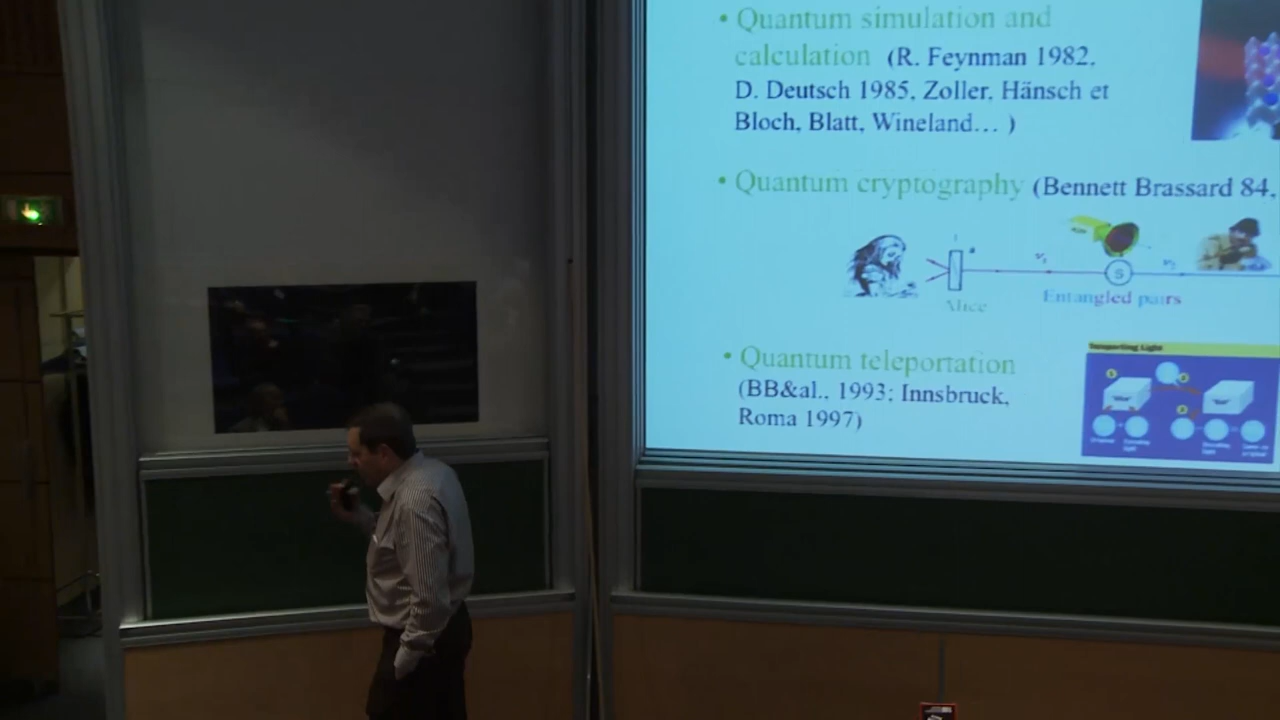 • Quantum simulation and
calculation (R. Feynman 1982,
D. Deutsch 1985, Zoller, Hänsch et
Bloch, Blatt, Wineland... )
• Quantum cryptography (Bennett Brassard 84,
S
Alice
Entangled pairs
• Quantum teleportation
(BB&al., 1993; Innsbruck,
Roma 1997)